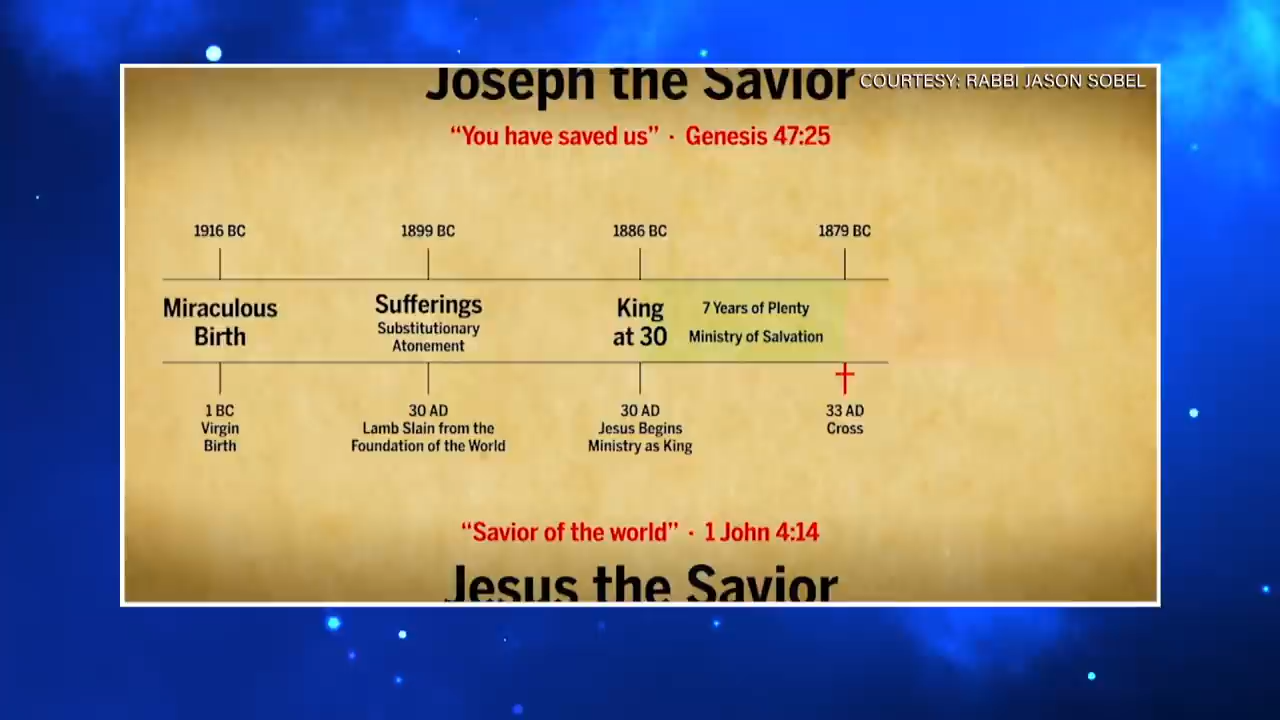 Joseph the Savior
COURTESY: RABBI JASON SOBEL
“You have saved us” · Genesis 47:25
1916 BC
1899 BC
1886 BC
1879 BC
Miraculous
Birth
Sufferings
Substitutionary
Atonement
King
at 30
7 Years of Plenty
Ministry of Salvation
1 BC
Virgin
Birth
30 AD
Lamb Slain from the
Foundation of the World
30 AD
Jesus Begins
Ministry as King
33 AD
Cross
“Savior of the world” · 1 John 4:14
Jesus the Savior